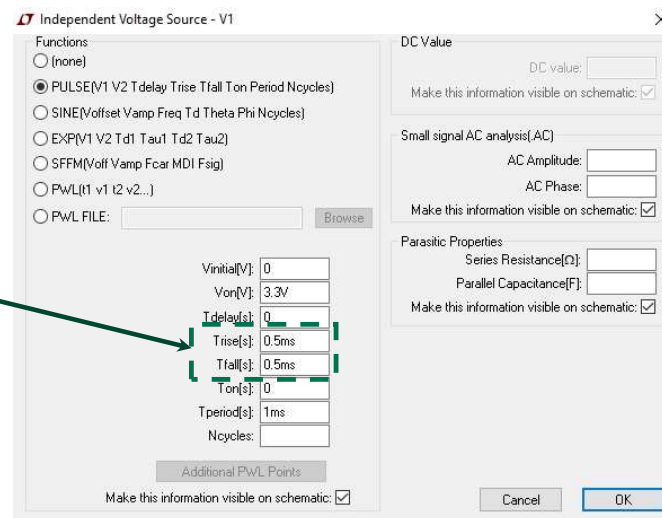 Independent Voltage Source - V1
Functions
(none)
PULSE(V1 V2 Tdelay Trise Tfall Ton Period Ncycles)
SINE(Voffset Vamp Freq Td Theta Phi Ncycles)
EXP(V1 V2 Td1 Tau1 Td2 Tau2)
SFFM(Voff Vamp Fcar MDI Fsig)
PWL(t1 v1 t2 v2...)
PWL FILE:
Browse
Vinitial[V]: 0
Von[V]: 3.3V
Tdelay[s]: 0
Trise[s]: 0.5ms
Tfall[s]: 0.5ms
Ton[s]: 0
Tperiod[s]: 1ms
Ncycles:
Additional PWL Points
Make this information visible on schematic:
DC Value
DC value:
Make this information visible on schematic:
Small signal AC analysis(.AC)
AC Amplitude:
AC Phase:
Make this information visible on schematic:
Parasitic Properties
Series Resistance[Ω]:
Parallel Capacitance[F]:
Make this information visible on schematic:
Cancel
OK